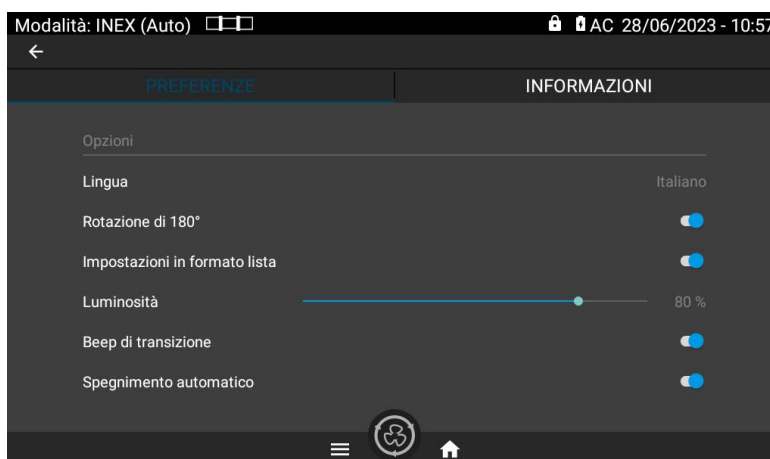 Modalità: INEX (Auto) AC 28/06/2023 - 10:57
PREFERENZE INFORMAZIONI
Opzioni
Lingua Italiano
Rotazione di 180°
Impostazioni in formato lista
Luminosità 80 %
Beep di transizione
Spegnimento automatico